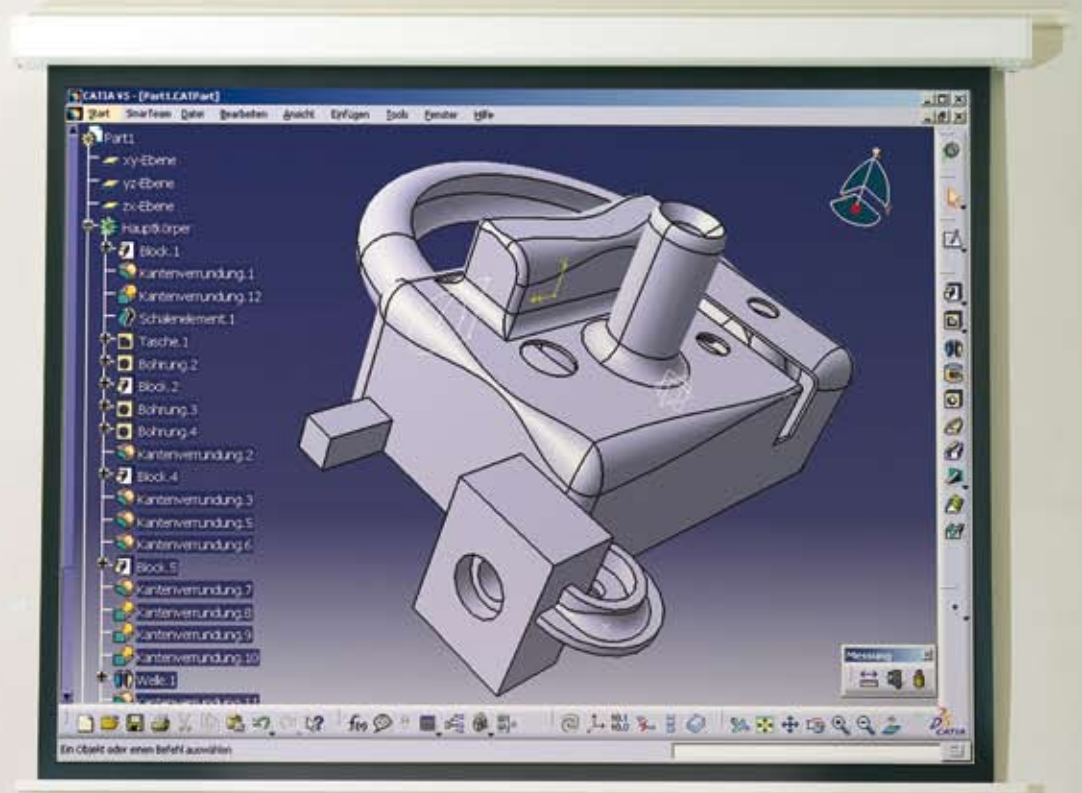 CATIA V5 - [Part1.CATPart]
Start SmarTeam Datei Bearbeiten Ansicht Einfügen Tools Fenster Hilfe
Part1
xy-Ebene
yz-Ebene
zx-Ebene
Hauptkörper
Block.1
Kantenverrundung.1
Kantenverrundung.12
Schalenelement.1
Tasche.1
Bohrung.2
Block.2
Bohrung.3
Bohrung.4
Kantenverrundung.2
Block.4
Kantenverrundung.3
Kantenverrundung.5
Kantenverrundung.6
Block.5
Kantenverrundung.7
Kantenverrundung.8
Kantenverrundung.9
Kantenverrundung.10
Welle.1
Messung
f(x)
CATIA
Ein Objekt oder einen Befehl auswählen